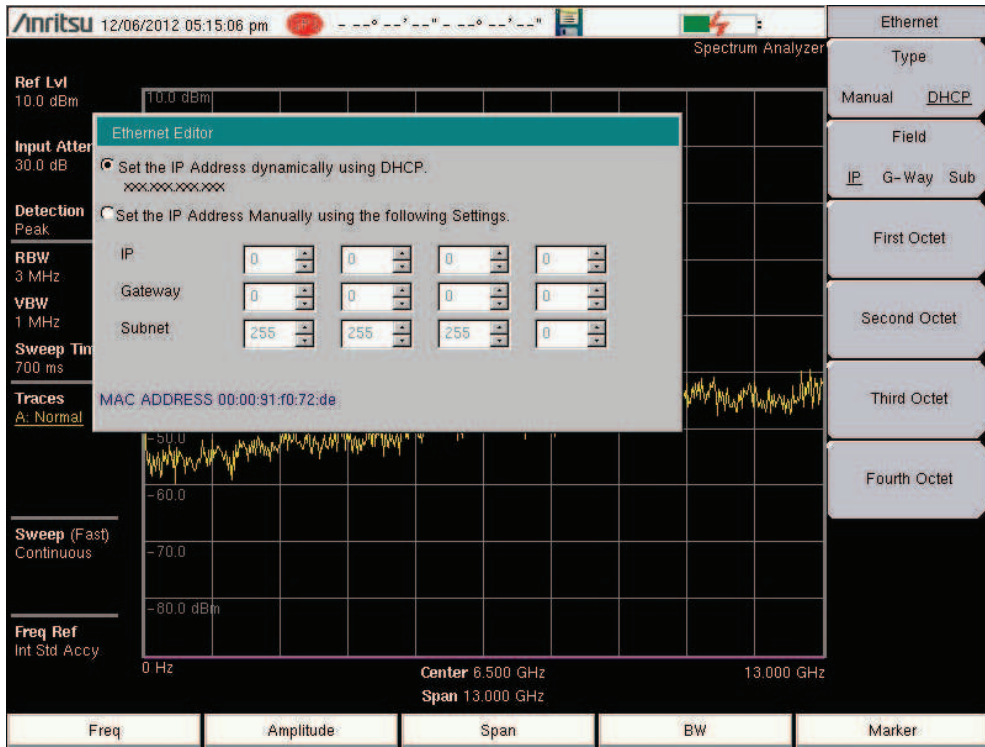 Anritsu 12/06/2012 05:15:06 pm - --° --' --" - --° --' --"
Ethernet
Spectrum Analyzer
Type
Manual DHCP
Field
IP G-Way Sub
First Octet
Second Octet
Third Octet
Fourth Octet
Ref Lvl
10.0 dBm
Input Atten
30.0 dB
Detection
Peak
RBW
3 MHz
VBW
1 MHz
Sweep Tim
700 ms
Traces
A: Normal
Sweep (Fast)
Continuous
Freq Ref
Int Std Accy
10.0 dBm
Ethernet Editor
Set the IP Address dynamically using DHCP.
xxx.xxx.xxx.xxx
Set the IP Address Manually using the following Settings.
IP 0 0 0 0
Gateway 0 0 0 0
Subnet 255 255 255 0
MAC ADDRESS 00:00:91:f0:72:de
-50.0
-60.0
-70.0
-80.0 dBm
0 Hz
Center 6.500 GHz
13.000 GHz
Span 13.000 GHz
Freq
Amplitude
Span
BW
Marker